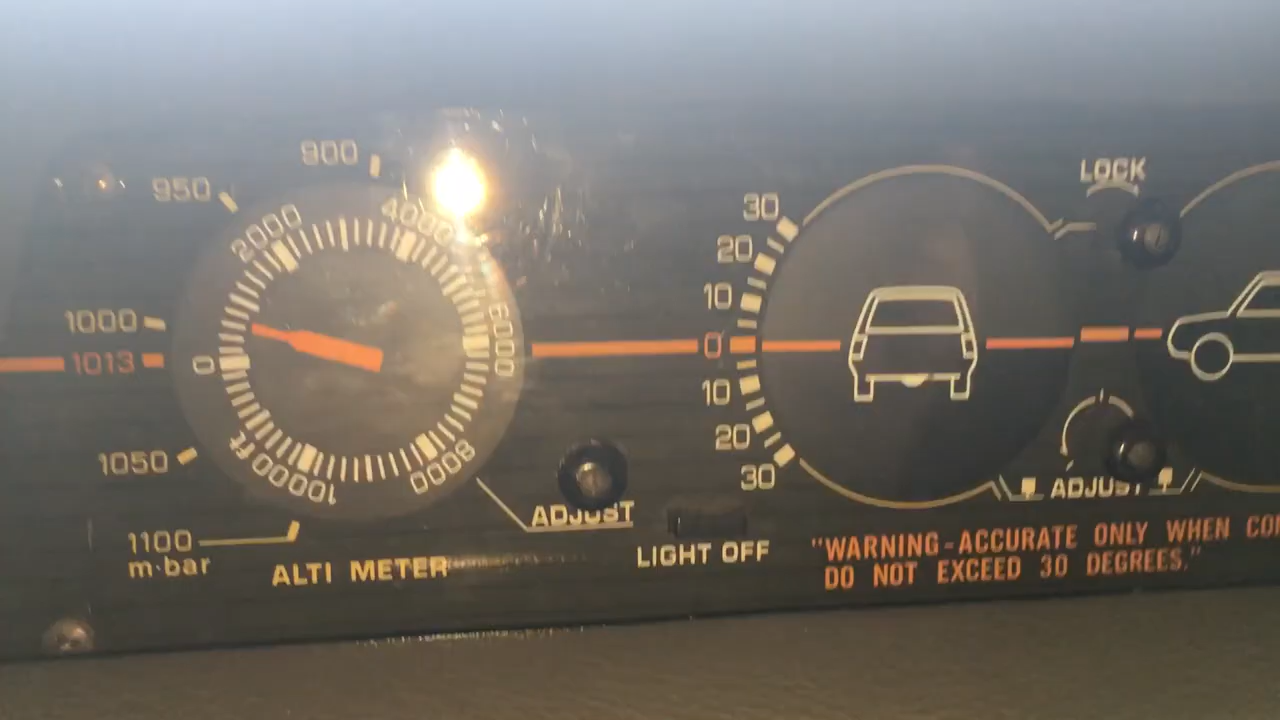 900
950
2000
4000
1000
1013
0
6000
1050
10000 ft
8000
1100
m·bar
ALTI METER
ADJUST
LIGHT OFF
30
20
10
0
10
20
30
LOCK
ADJUST
"WARNING-ACCURATE ONLY WHEN
DO NOT EXCEED 30 DEGREES."